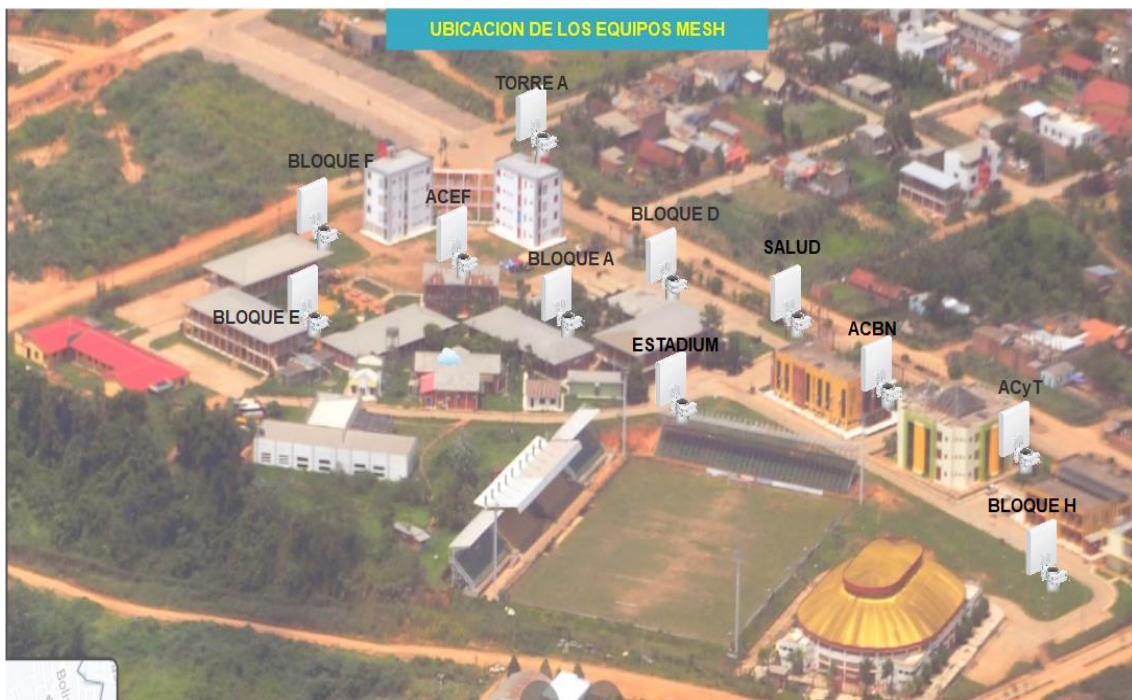 UBICACION DE LOS EQUIPOS MESH
TORRE A
BLOQUE F
ACEF
BLOQUE D
BLOQUE A
SALUD
BLOQUE E
ESTADIUM
ACBN
ACyT
BLOQUE H